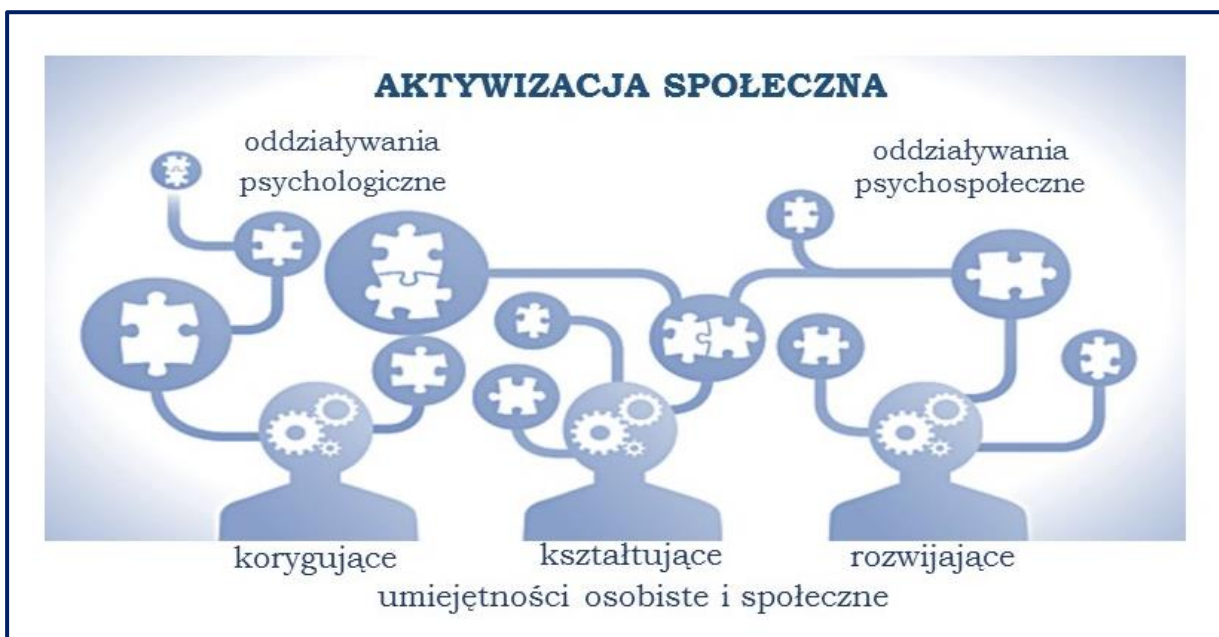 AKTYWIZACJA SPOŁECZNA
oddziaływania
psychologiczne
oddziaływania
psychospołeczne
korygujące
kształtujące
rozwijające
umiejętności osobiste i społeczne